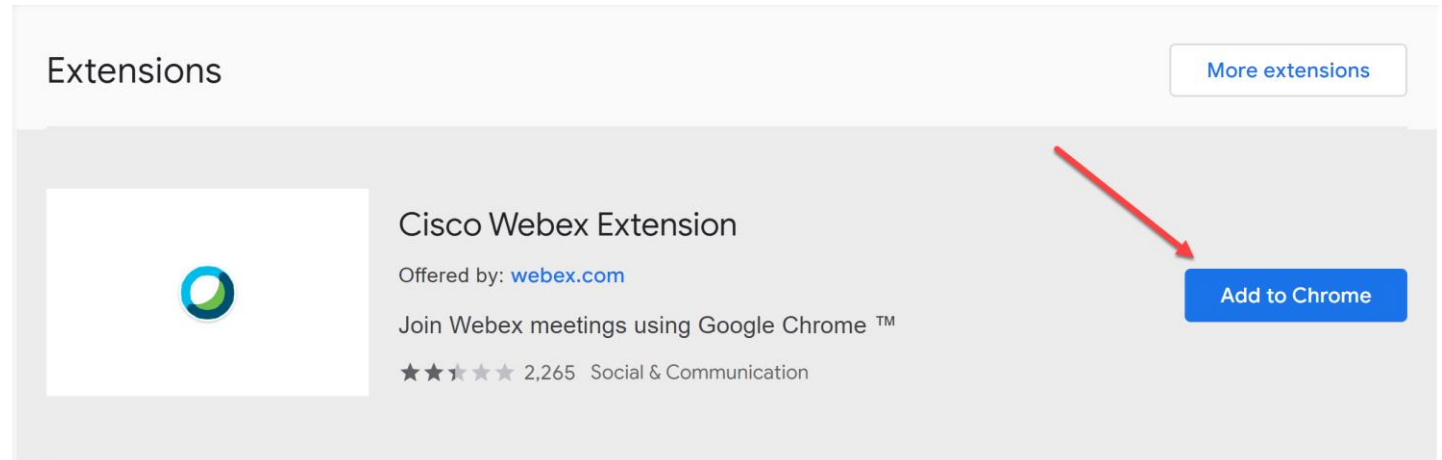 Extensions
More extensions
Cisco Webex Extension
Offered by: webex.com
Join Webex meetings using Google Chrome ™
2,265 Social & Communication
Add to Chrome